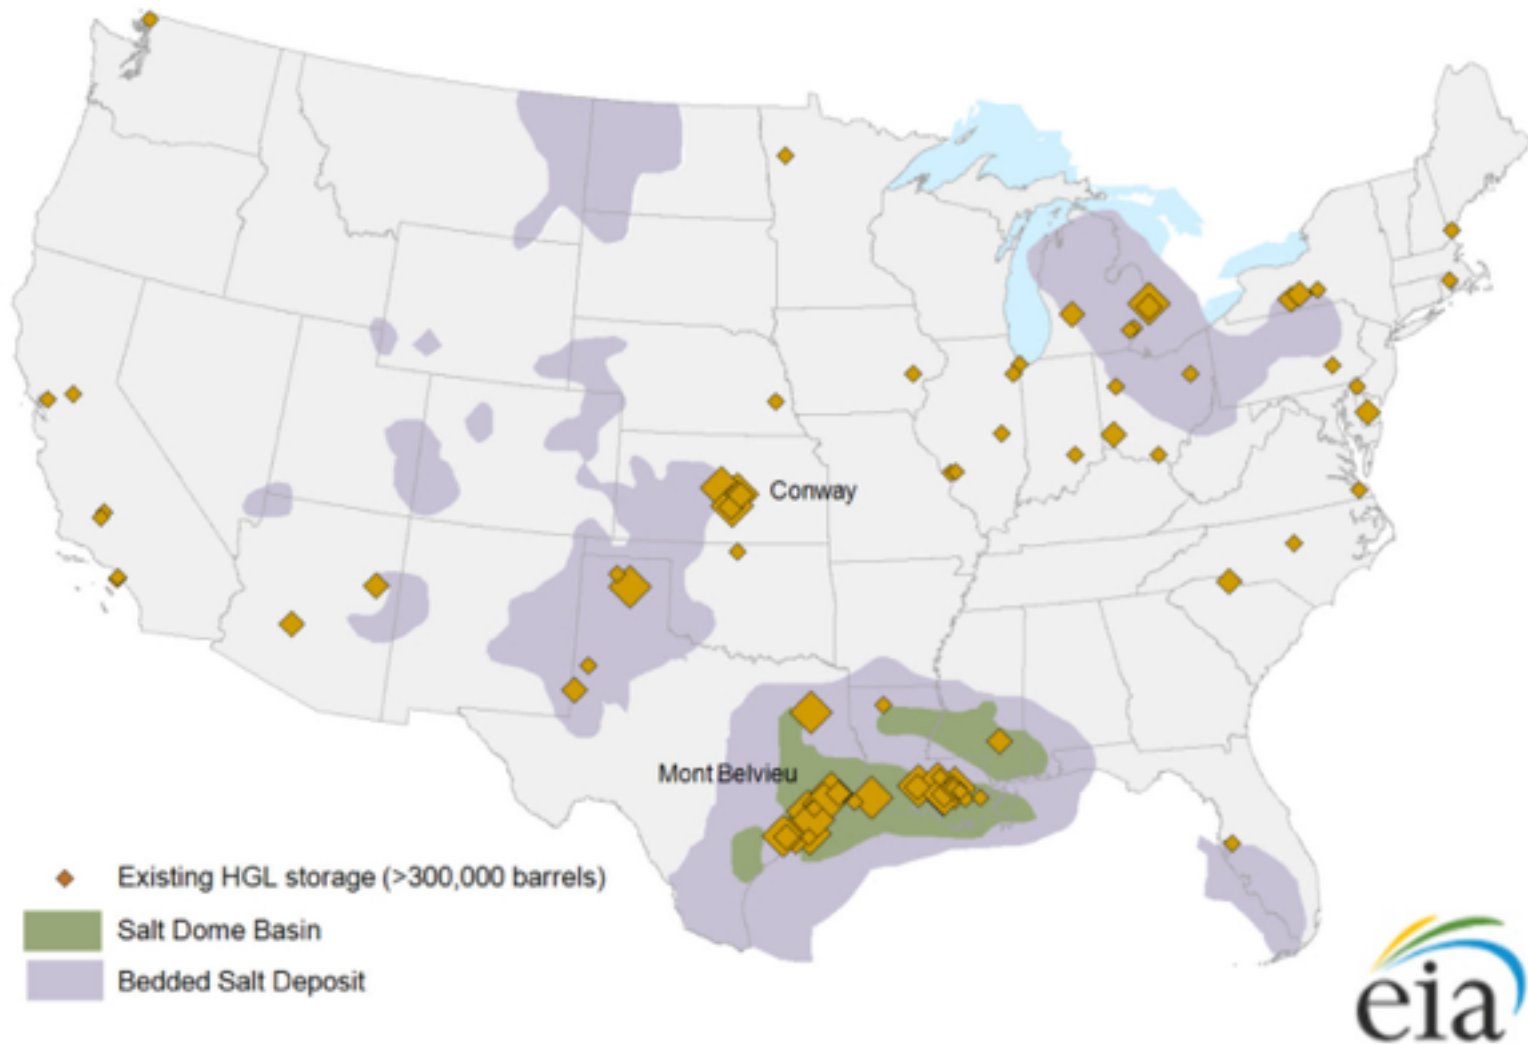 Conway
Mont Belvieu
Existing HGL storage (>300,000 barrels)
Salt Dome Basin
Bedded Salt Deposit
eia